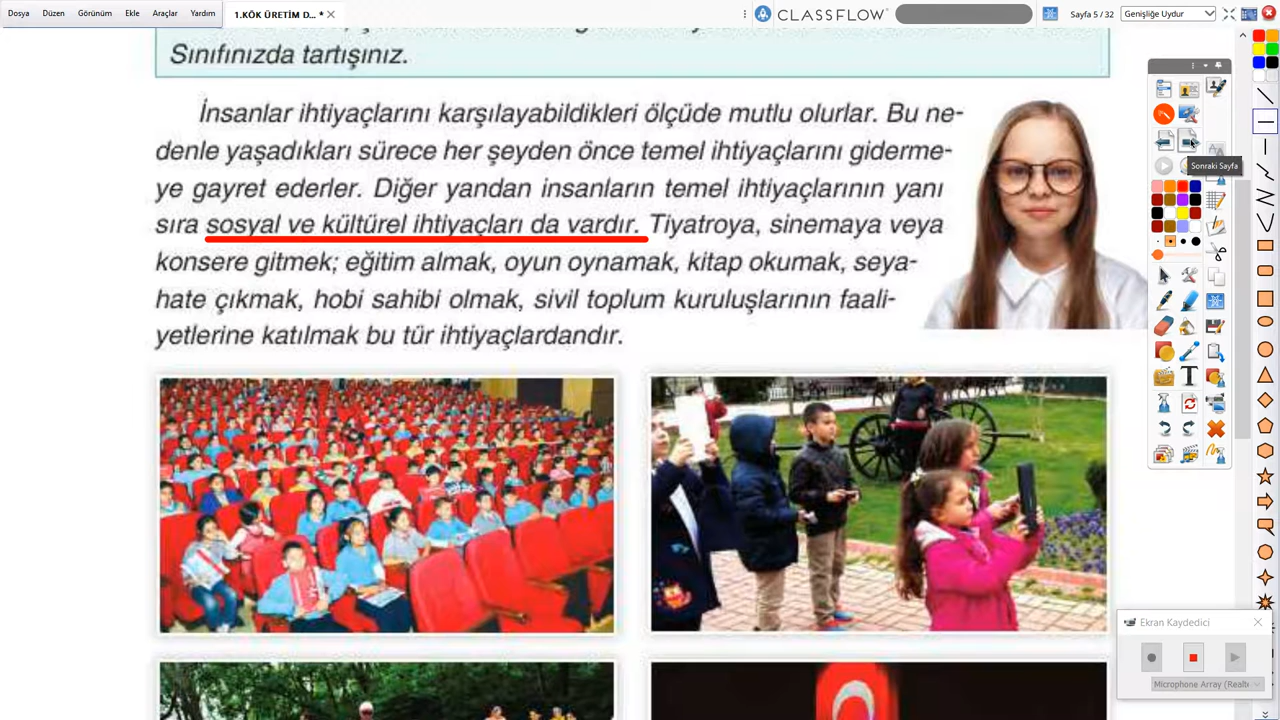 Dosya Düzen Görünüm Ekle Araçlar Yardım
1.KÖK ÜRETİM D... *
CLASSFLOW
Sayfa 5 / 32
Genişliğe Uydur
Sınıfınızda tartışınız.
İnsanlar ihtiyaçlarını karşılayabildikleri ölçüde mutlu olurlar. Bu ne-
denle yaşadıkları sürece her şeyden önce temel ihtiyaçlarını giderme-
ye gayret ederler. Diğer yandan insanların temel ihtiyaçlarının yanı
sıra sosyal ve kültürel ihtiyaçları da vardır. Tiyatroya, sinemaya veya
konsere gitmek; eğitim almak, oyun oynamak, kitap okumak, seya-
hate çıkmak, hobi sahibi olmak, sivil toplum kuruluşlarının faali-
yetlerine katılmak bu tür ihtiyaçlardandır.
Sonraki Sayfa
Ekran Kaydedici
Microphone Array (Realte